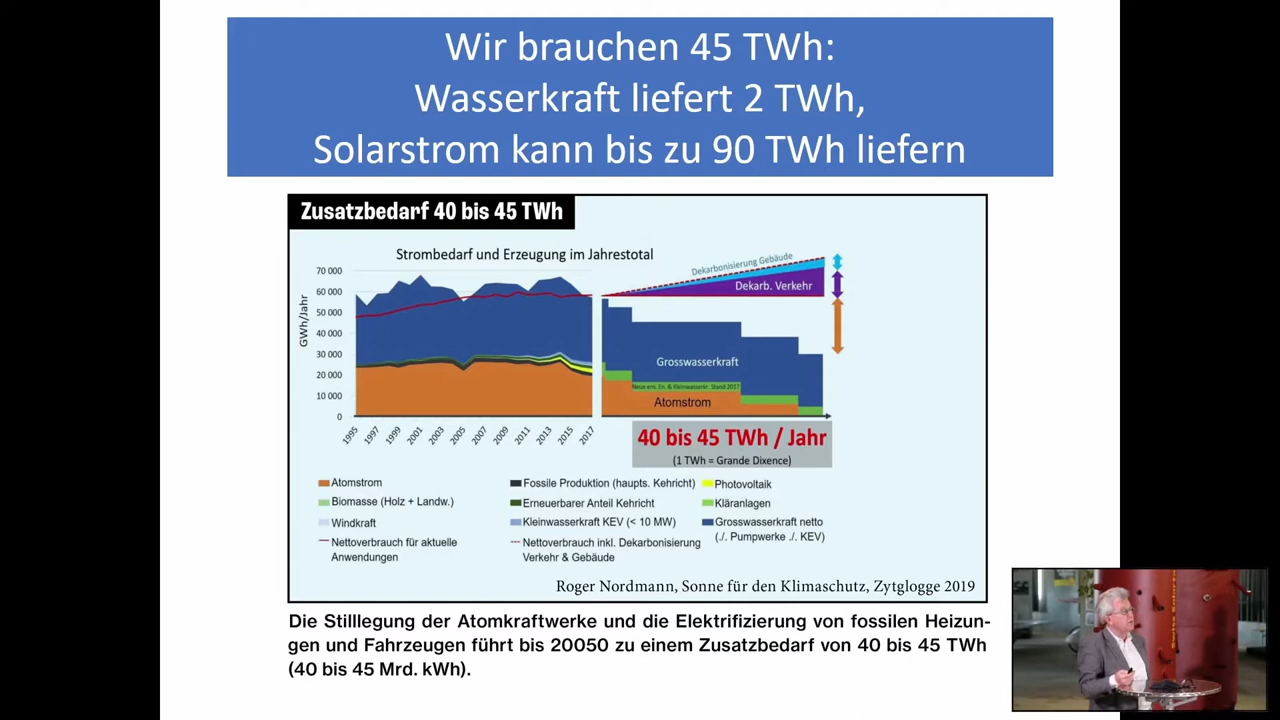 Wir brauchen 45 TWh:
Wasserkraft liefert 2 TWh,
Solarstrom kann bis zu 90 TWh liefern
Zusatzbedarf 40 bis 45 TWh
Strombedarf und Erzeugung im Jahrestotal
GWh/Jahr
70 000
60 000
50 000
40 000
30 000
20 000
10 000
0
1995
1997
1999
2001
2003
2005
2007
2009
2011
2013
2015
2017
Dekarbonisierung Gebäude
Dekarb. Verkehr
Grosswasserkraft
Neue ern. En. & Kleinwasserkr. Stand 2017
Atomstrom
40 bis 45 TWh / Jahr
(1 TWh = Grande Dixence)
Atomstrom
Fossile Produktion (haupts. Kehricht)
Photovoltaik
Biomasse (Holz + Landw.)
Erneuerbarer Anteil Kehricht
Kläranlagen
Windkraft
Kleinwasserkraft KEV (< 10 MW)
Grosswasserkraft netto
(./. Pumpwerke ./. KEV)
Nettoverbrauch für aktuelle
Anwendungen
Nettoverbrauch inkl. Dekarbonisierung
Verkehr & Gebäude
Roger Nordmann, Sonne für den Klimaschutz, Zytglogge 2019
Die Stilllegung der Atomkraftwerke und die Elektrifizierung von fossilen Heizun-
gen und Fahrzeugen führt bis 20050 zu einem Zusatzbedarf von 40 bis 45 TWh
(40 bis 45 Mrd. kWh).